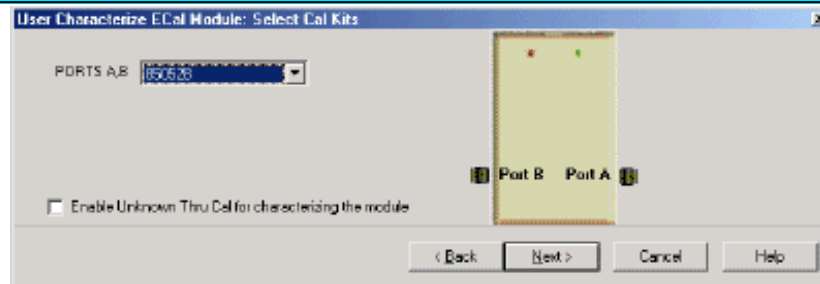 User Characterize ECal Module: Select Cal Kits
PORTS A,B 85052B
Port B Port A
Enable Unknown Thru Cal for characterizing the module
< Back Next > Cancel Help